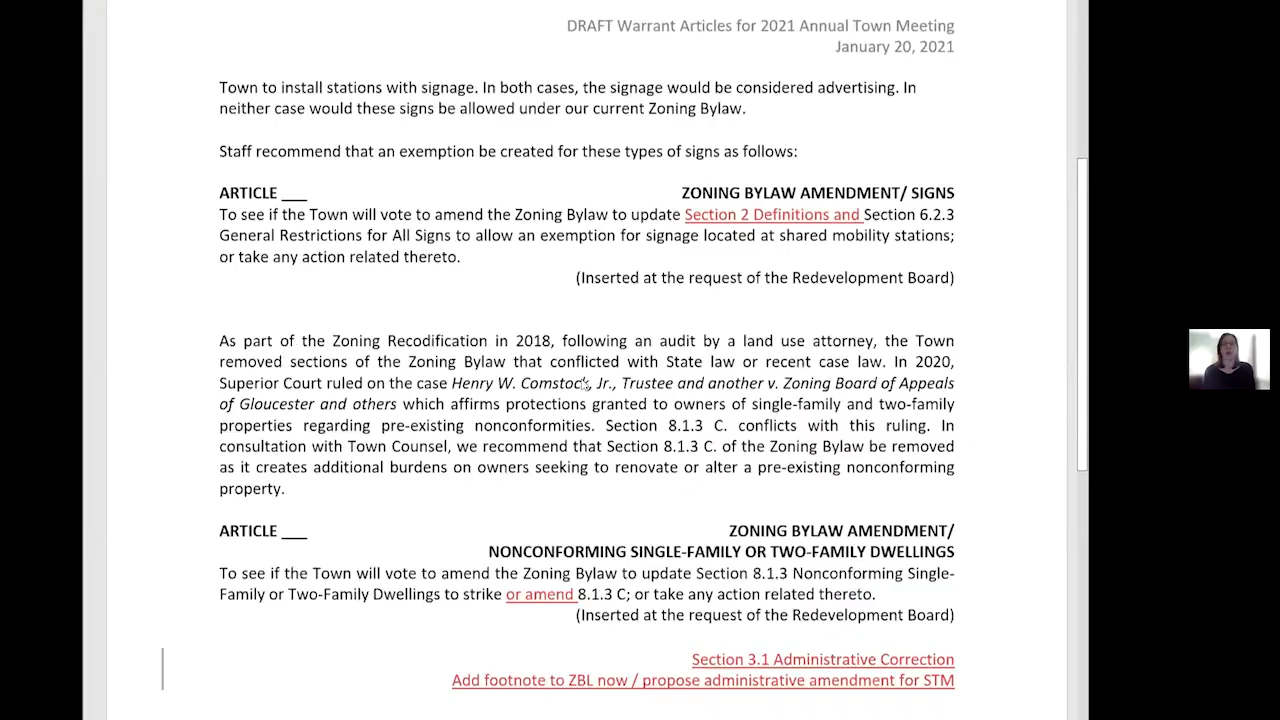 DRAFT Warrant Articles for 2021 Annual Town Meeting
January 20, 2021
Town to install stations with signage. In both cases, the signage would be considered advertising. In
neither case would these signs be allowed under our current Zoning Bylaw.
Staff recommend that an exemption be created for these types of signs as follows:
ARTICLE ___ ZONING BYLAW AMENDMENT/ SIGNS
To see if the Town will vote to amend the Zoning Bylaw to update Section 2 Definitions and Section 6.2.3
General Restrictions for All Signs to allow an exemption for signage located at shared mobility stations;
or take any action related thereto.
(Inserted at the request of the Redevelopment Board)
As part of the Zoning Recodification in 2018, following an audit by a land use attorney, the Town
removed sections of the Zoning Bylaw that conflicted with State law or recent case law. In 2020,
Superior Court ruled on the case Henry W. Comstock, Jr., Trustee and another v. Zoning Board of Appeals
of Gloucester and others which affirms protections granted to owners of single-family and two-family
properties regarding pre-existing nonconformities. Section 8.1.3 C. conflicts with this ruling. In
consultation with Town Counsel, we recommend that Section 8.1.3 C. of the Zoning Bylaw be removed
as it creates additional burdens on owners seeking to renovate or alter a pre-existing nonconforming
property.
ARTICLE ___ ZONING BYLAW AMENDMENT/
NONCONFORMING SINGLE-FAMILY OR TWO-FAMILY DWELLINGS
To see if the Town will vote to amend the Zoning Bylaw to update Section 8.1.3 Nonconforming Single-
Family or Two-Family Dwellings to strike or amend 8.1.3 C; or take any action related thereto.
(Inserted at the request of the Redevelopment Board)
Section 3.1 Administrative Correction
Add footnote to ZBL now / propose administrative amendment for STM